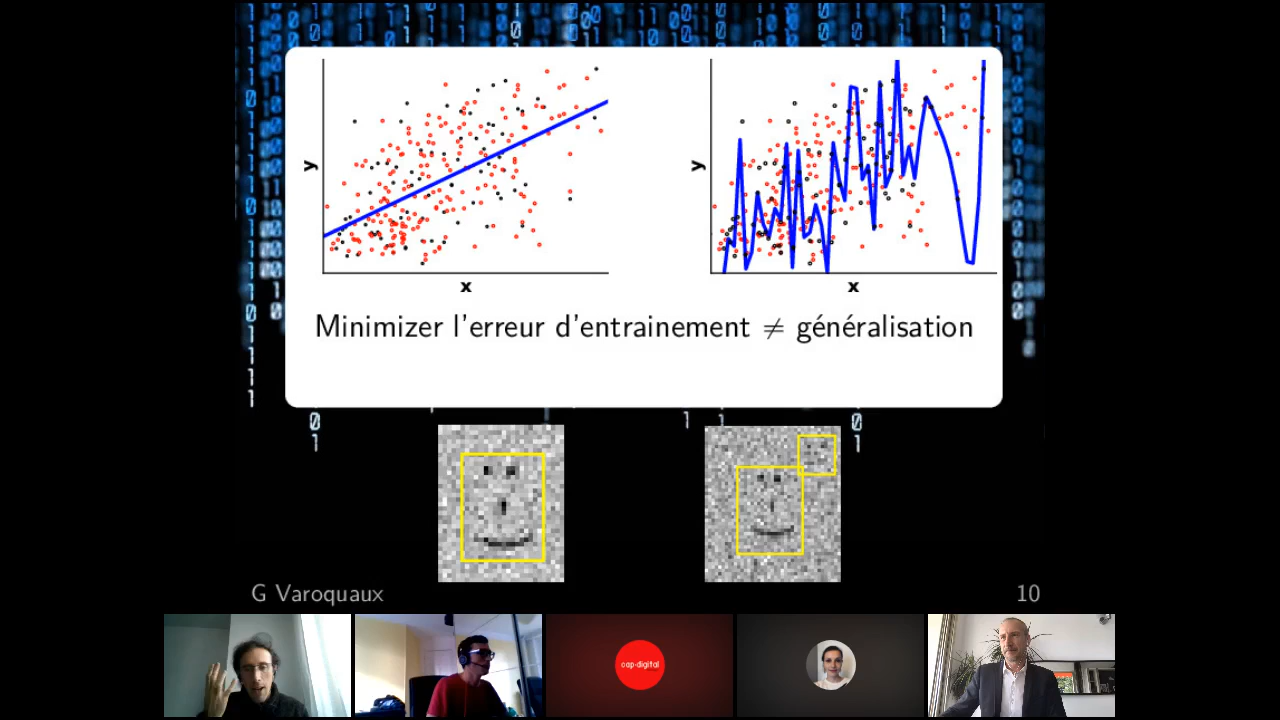 y
x
y
x
Minimizer l'erreur d'entrainement ≠ généralisation
G Varoquaux
10
cap·digital